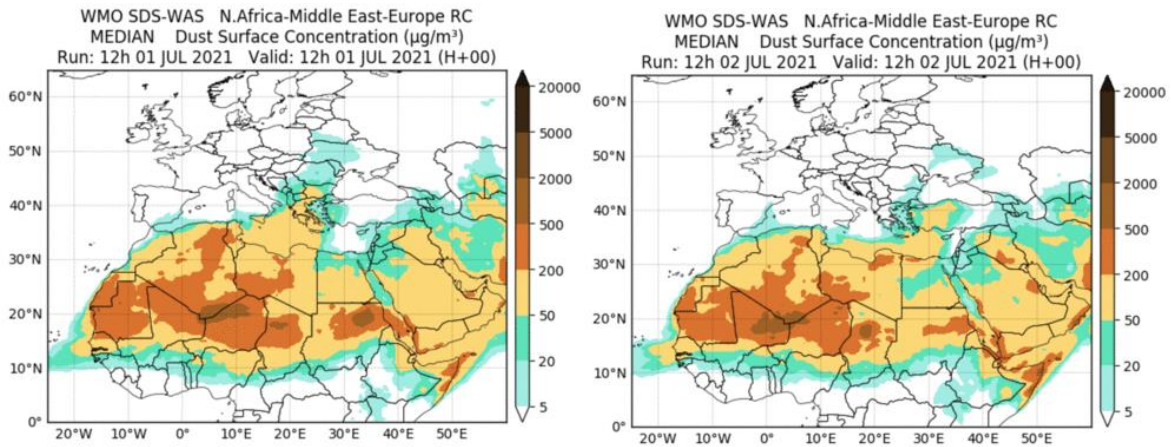 WMO SDS-WAS N.Africa-Middle East-Europe RC
MEDIAN Dust Surface Concentration (µg/m³)
Run: 12h 01 JUL 2021 Valid: 12h 01 JUL 2021 (H+00)
60°N
50°N
40°N
30°N
20°N
10°N
0°
20°W 10°W 0° 10°E 20°E 30°E 40°E 50°E
20000
5000
2000
500
200
50
20
5
WMO SDS-WAS N.Africa-Middle East-Europe RC
MEDIAN Dust Surface Concentration (µg/m³)
Run: 12h 02 JUL 2021 Valid: 12h 02 JUL 2021 (H+00)
60°N
50°N
40°N
30°N
20°N
10°N
0°
20°W 10°W 0° 10°E 20°E 30°E 40°E 50°E
20000
5000
2000
500
200
50
20
5